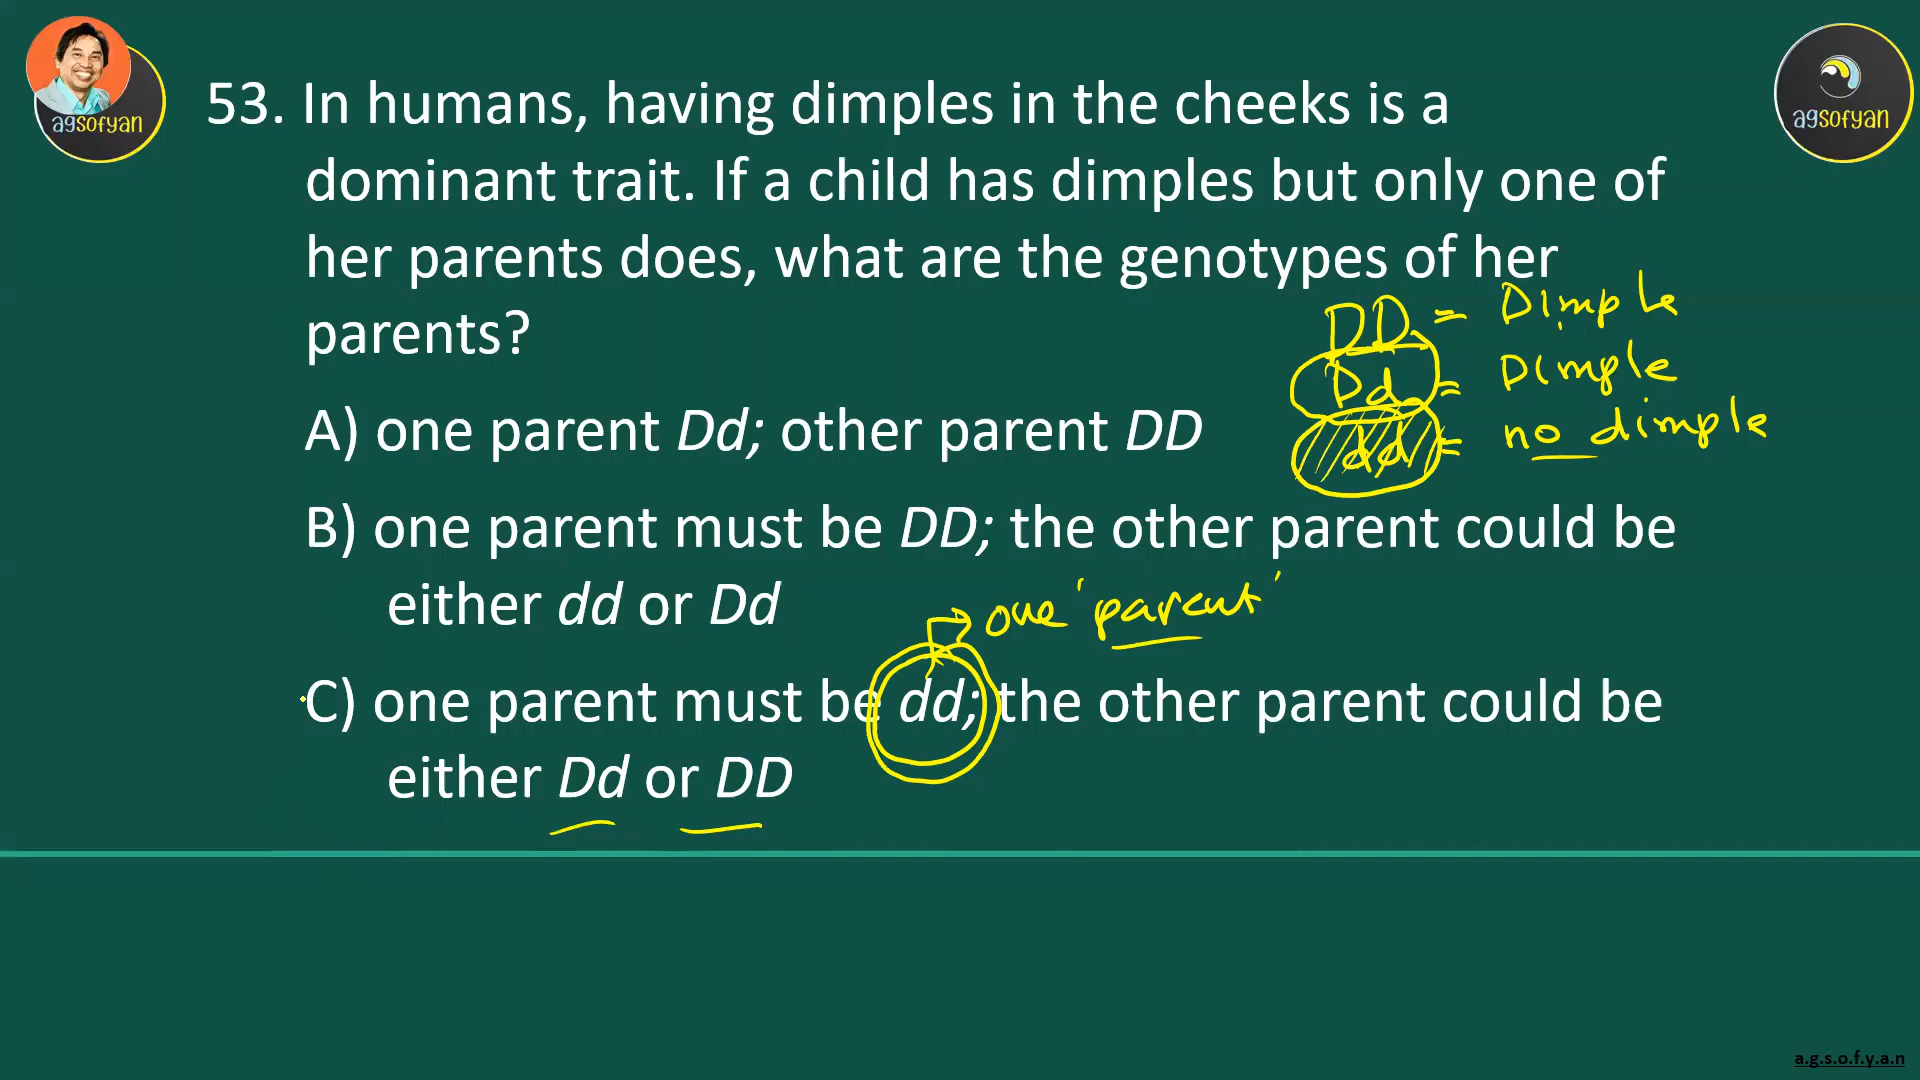 agsofyan
agsofyan
53. In humans, having dimples in the cheeks is a
dominant trait. If a child has dimples but only one of
her parents does, what are the genotypes of her
parents?
DD = Dimple
Dd = Dimple
dd = no dimple
A) one parent Dd; other parent DD
B) one parent must be DD; the other parent could be
either dd or Dd
one 'parent'
C) one parent must be dd; the other parent could be
either Dd or DD
a.g.s.o.f.y.a.n